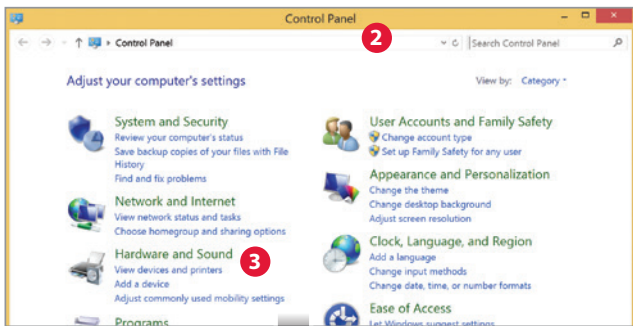 Control Panel
2
Control Panel
Search Control Panel
Adjust your computer's settings
View by: Category
System and Security
Review your computer's status
Save backup copies of your files with File
History
Find and fix problems
Network and Internet
View network status and tasks
Choose homegroup and sharing options
Hardware and Sound
3
View devices and printers
Add a device
Adjust commonly used mobility settings
Programs
User Accounts and Family Safety
Change account type
Set up Family Safety for any user
Appearance and Personalization
Change the theme
Change desktop background
Adjust screen resolution
Clock, Language, and Region
Add a language
Change input methods
Change date, time, or number formats
Ease of Access
Let Windows suggest settings